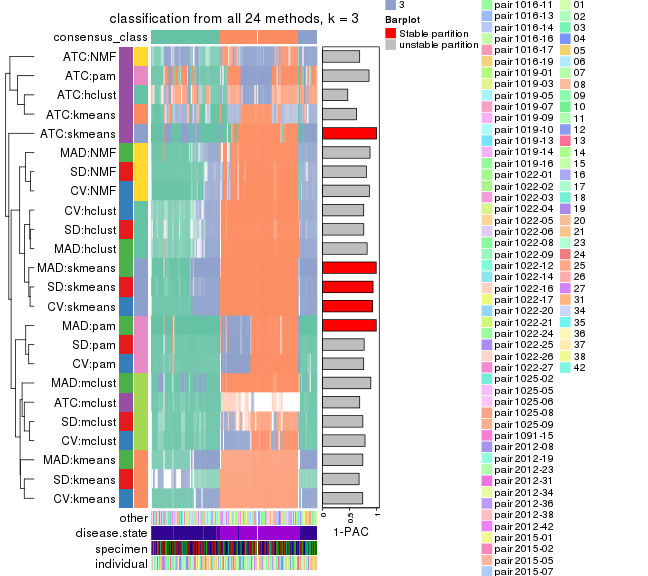 classification from all 24 methods, k = 3
consensus_class
ATC:NMF
ATC:pam
ATC:hclust
ATC:kmeans
ATC:skmeans
MAD:NMF
SD:NMF
CV:NMF
CV:hclust
SD:hclust
MAD:hclust
MAD:skmeans
SD:skmeans
CV:skmeans
MAD:pam
SD:pam
CV:pam
MAD:mclust
ATC:mclust
SD:mclust
CV:mclust
MAD:kmeans
SD:kmeans
CV:kmeans
other
disease.state
specimen
individual
0 0.5 1
1-PAC
3
Barplot
Stable partition
unstable partition
pair1016-11
pair1016-13
pair1016-14
pair1016-16
pair1016-17
pair1016-19
pair1019-01
pair1019-03
pair1019-05
pair1019-07
pair1019-09
pair1019-10
pair1019-13
pair1019-14
pair1019-16
pair1022-01
pair1022-02
pair1022-03
pair1022-04
pair1022-05
pair1022-06
pair1022-08
pair1022-09
pair1022-12
pair1022-14
pair1022-16
pair1022-17
pair1022-20
pair1022-21
pair1022-24
pair1022-25
pair1022-26
pair1022-27
pair1025-02
pair1025-05
pair1025-06
pair1025-08
pair1025-09
pair1091-15
pair2012-08
pair2012-19
pair2012-23
pair2012-31
pair2012-34
pair2012-36
pair2012-38
pair2012-42
pair2015-01
pair2015-02
pair2015-05
pair2015-07
01
02
03
04
05
06
07
08
09
10
11
12
13
14
15
16
17
18
19
20
21
23
24
25
26
27
31
34
35
36
37
38
42